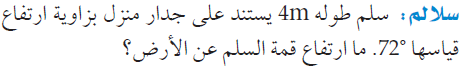 سلالم: سلم طوله 4m يستند على جدار منزل بزاوية ارتفاع
قياسها 72°. ما ارتفاع قمة السلم عن الأرض؟